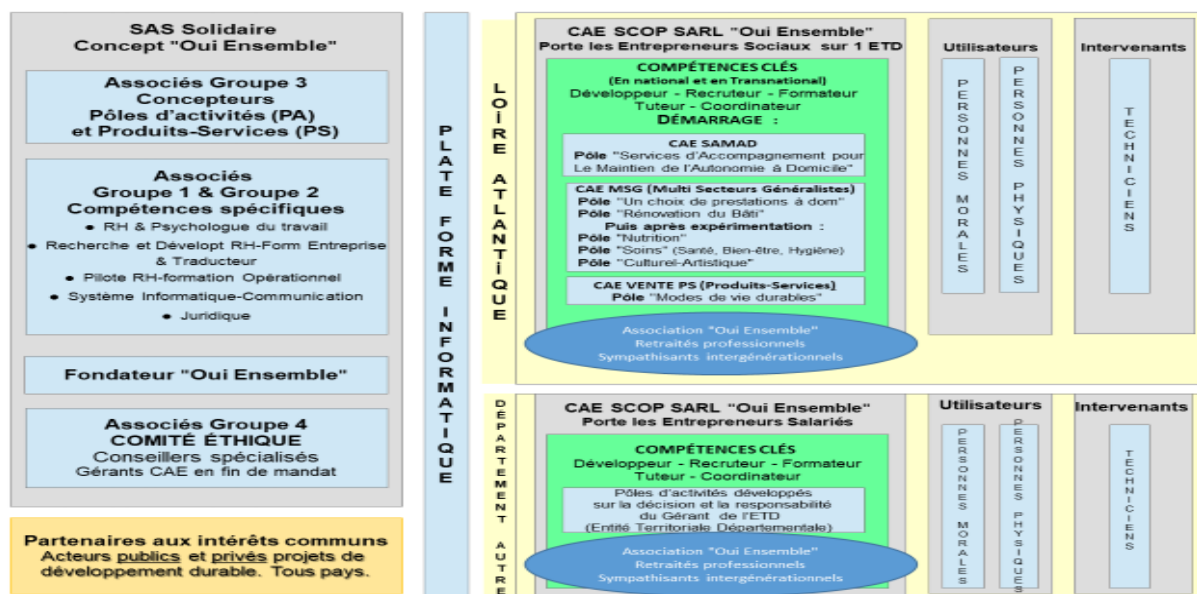 SAS Solidaire
Concept "Oui Ensemble"
Associés Groupe 3
Concepteurs
Pôles d'activités (PA)
et Produits-Services (PS)
Associés
Groupe 1 & Groupe 2
Compétences spécifiques
● RH & Psychologue du travail
● Recherche et Dévelopt RH-Form Entreprise
& Traducteur
● Pilote RH-formation Opérationnel
● Système Informatique-Communication
● Juridique
Fondateur "Oui Ensemble"
Associés Groupe 4
COMITÉ ÉTHIQUE
Conseillers spécialisés
Gérants CAE en fin de mandat
Partenaires aux intérêts communs
Acteurs publics et privés projets de
développement durable. Tous pays.
PLATE FORME INFORMATIQUE
LOIRE ATLANTIQUE
CAE SCOP SARL "Oui Ensemble"
Porte les Entrepreneurs Sociaux sur 1 ETD
COMPÉTENCES CLÉS
(En national et en Transnational)
Développeur - Recruteur - Formateur
Tuteur - Coordinateur
DÉMARRAGE :
CAE SAMAD
Pôle "Services d'Accompagnement pour
Le Maintien de l'Autonomie à Domicile"
CAE MSG (Multi Secteurs Généralistes)
Pôle "Un choix de prestations à dom"
Pôle "Rénovation du Bâti"
Puis après expérimentation :
Pôle "Nutrition"
Pôle "Soins" (Santé, Bien-être, Hygiène)
Pôle "Culturel-Artistique"
CAE VENTE PS (Produits-Services)
Pôle "Modes de vie durables"
Association "Oui Ensemble"
Retraités professionnels
Sympathisants intergénérationnels
Utilisateurs
PERSONNES MORALES
PERSONNES PHYSIQUES
Intervenants
TECHNICIENS
DÉPARTEMENT AUTRE
CAE SCOP SARL "Oui Ensemble"
Porte les Entrepreneurs Salariés
COMPÉTENCES CLÉS
Développeur - Recruteur - Formateur
Tuteur - Coordinateur
Pôles d'activités développés
sur la décision et la responsabilité
du Gérant de l'ETD
(Entité Territoriale Départementale)
Association "Oui Ensemble"
Retraités professionnels
Sympathisants intergénérationnels
Utilisateurs
PERSONNES MORALES
PERSONNES PHYSIQUES
Intervenants
TECHNICIENS